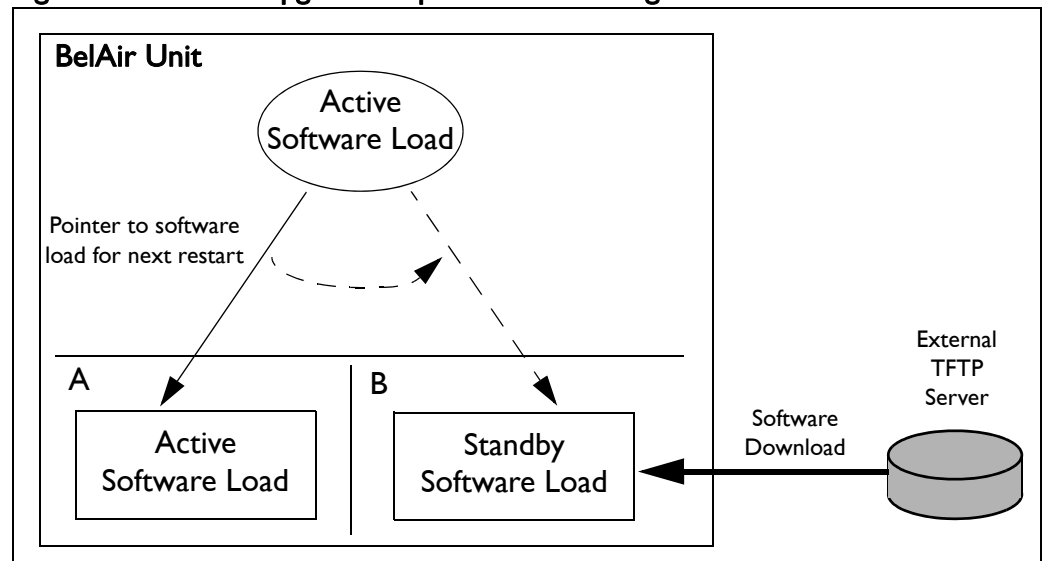 BelAir Unit
Active
Software Load
Pointer to software
load for next restart
A
B
Active
Software Load
Standby
Software Load
Software
Download
External
TFTP
Server